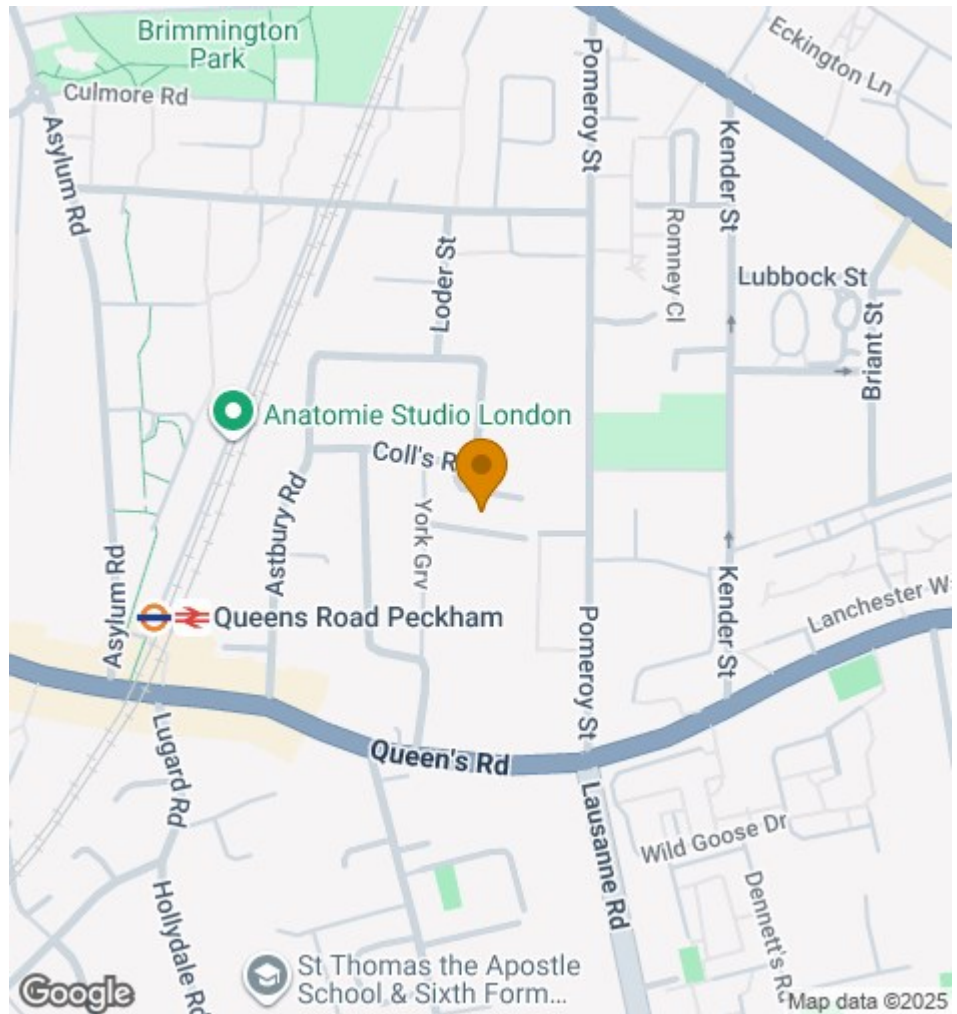 Brimmington
Park
Culmore Rd
Asylum Rd
Pomeroy St
Eckington Ln
Kender St
Romney Cl
Loder St
Lubbock St
Briant St
Anatomie Studio London
Coll's R
Astbury Rd
York Grv
Asylum Rd
Queens Road Peckham
Pomeroy St
Kender St
Lanchester W
Lugard Rd
Queen's Rd
Lausanne Rd
Wild Goose Dr
Dennett's Rd
Hollydale Rd
St Thomas the Apostle
School & Sixth Form...
Google
Map data ©2025